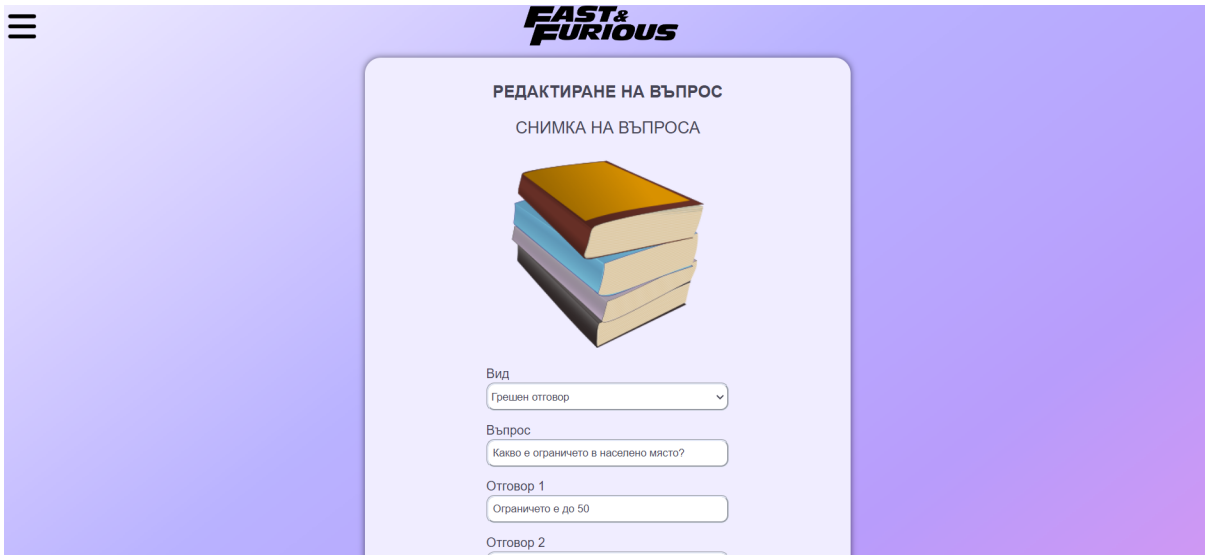 FAST &
FURIOUS
РЕДАКТИРАНЕ НА ВЪПРОС
СНИМКА НА ВЪПРОСА
Вид
Грешен отговор
Въпрос
Какво е ограничето в населено място?
Отговор 1
Ограничето е до 50
Отговор 2